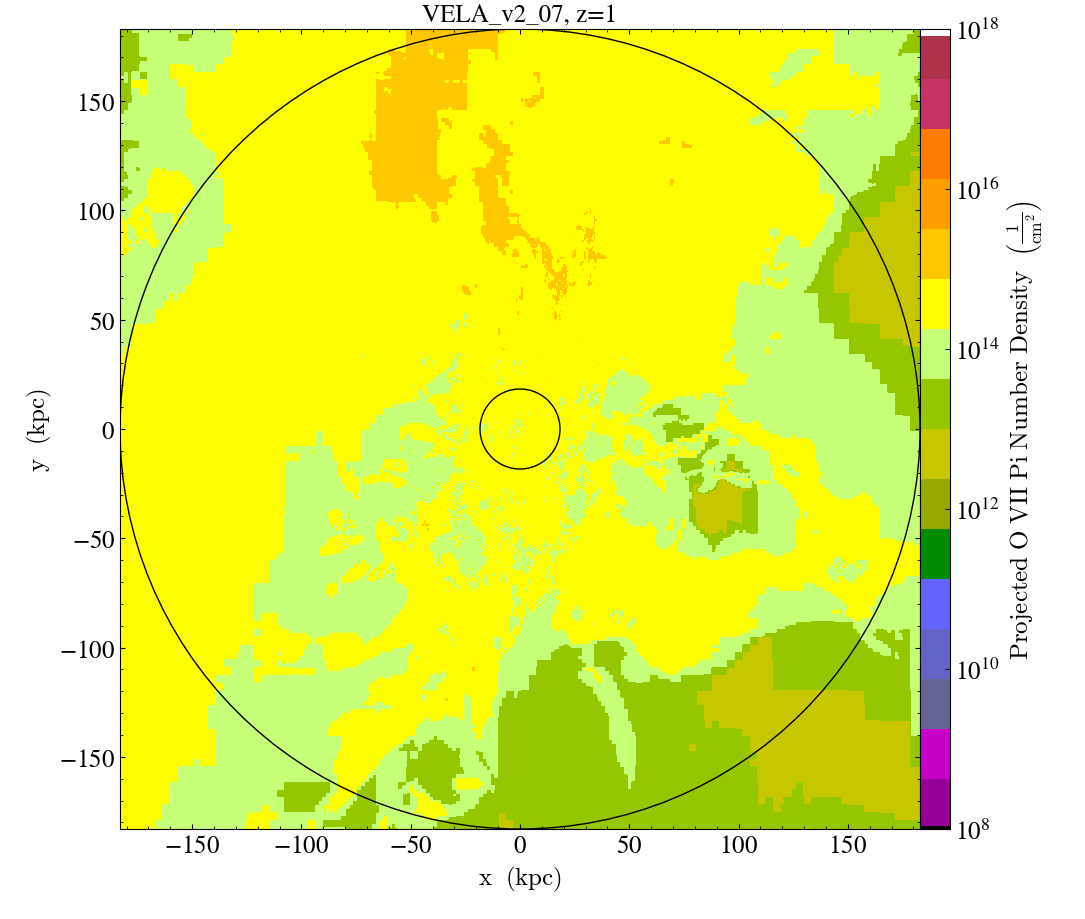 VELA_v2_07, z=1
150
100
50
0
−50
−100
−150
y (kpc)
−150 −100 −50 0 50 100 150
x (kpc)
10^18
10^16
10^14
10^12
10^10
10^8
Projected O VII Pi Number Density (1/cm^2)